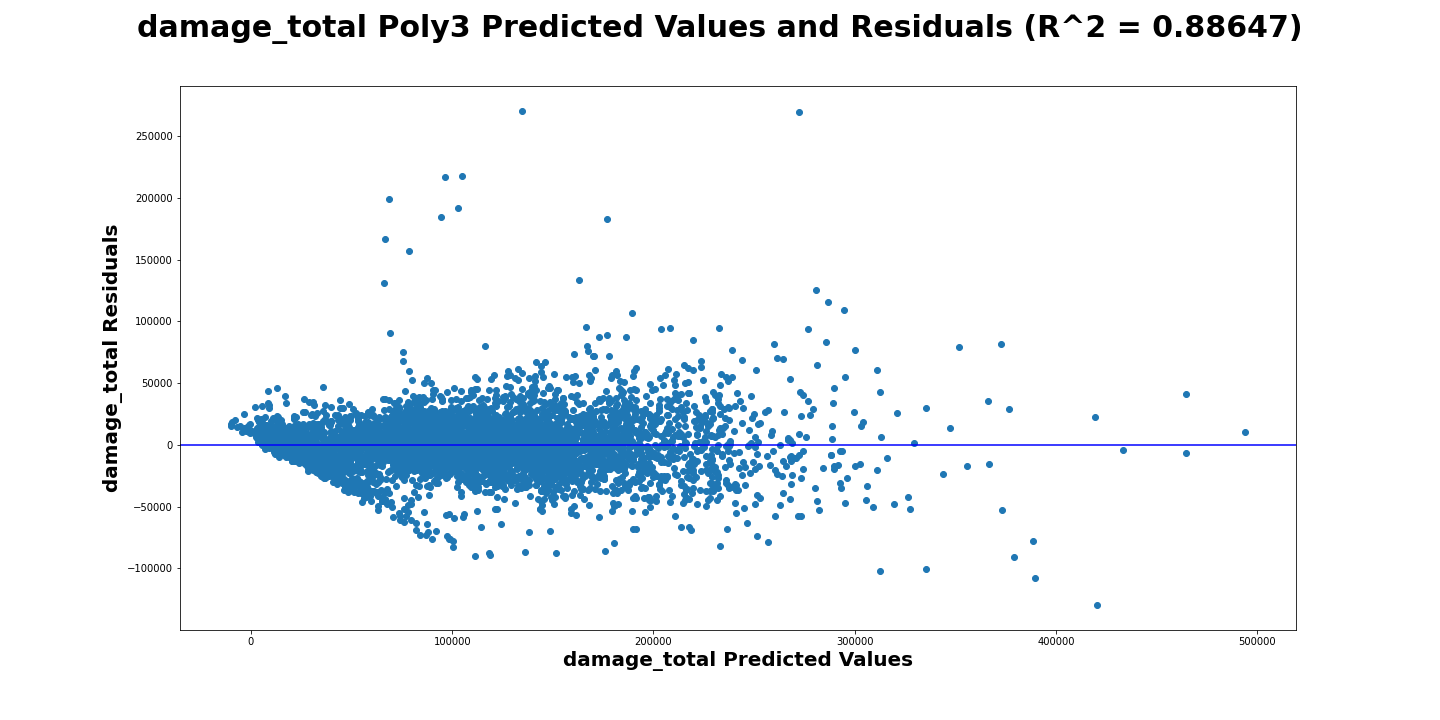 damage_total Poly3 Predicted Values and Residuals (R^2 = 0.88647)
damage_total Residuals
250000
200000
150000
100000
50000
0
−50000
−100000
0 100000 200000 300000 400000 500000
damage_total Predicted Values